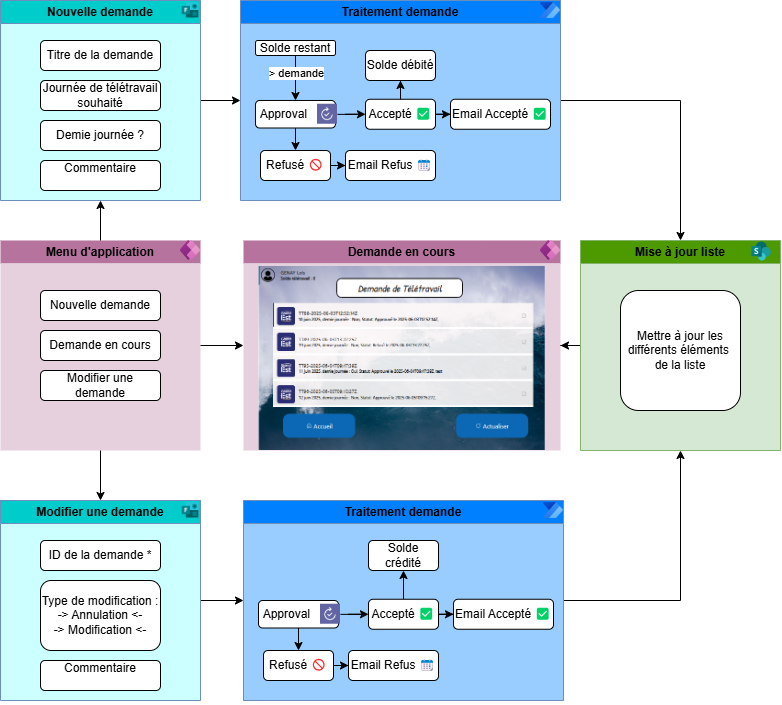 Nouvelle demande
Titre de la demande
Journée de télétravail
souhaité
Demie journée ?
Commentaire
Traitement demande
Solde restant
> demande
Solde débité
Approval
Accepté
Email Accepté
Refusé
Email Refus
Menu d'application
Nouvelle demande
Demande en cours
Modifier une
demande
Demande en cours
Demande de Télétravail
Accueil
Actualiser
Mise à jour liste
S
Mettre à jour les
différents éléments
de la liste
Modifier une demande
ID de la demande *
Type de modification :
-> Annulation <-
-> Modification <-
Commentaire
Traitement demande
Solde
crédité
Approval
Accepté
Email Accepté
Refusé
Email Refus